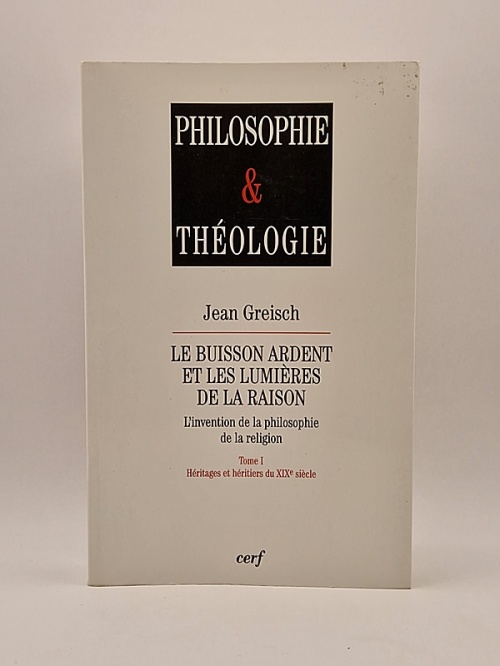 PHILOSOPHIE
&
THÉOLOGIE
Jean Greisch
LE BUISSON ARDENT
ET LES LUMIÈRES
DE LA RAISON
L'invention de la philosophie
de la religion
Tome I
Héritages et héritiers du XIXe siècle
cerf